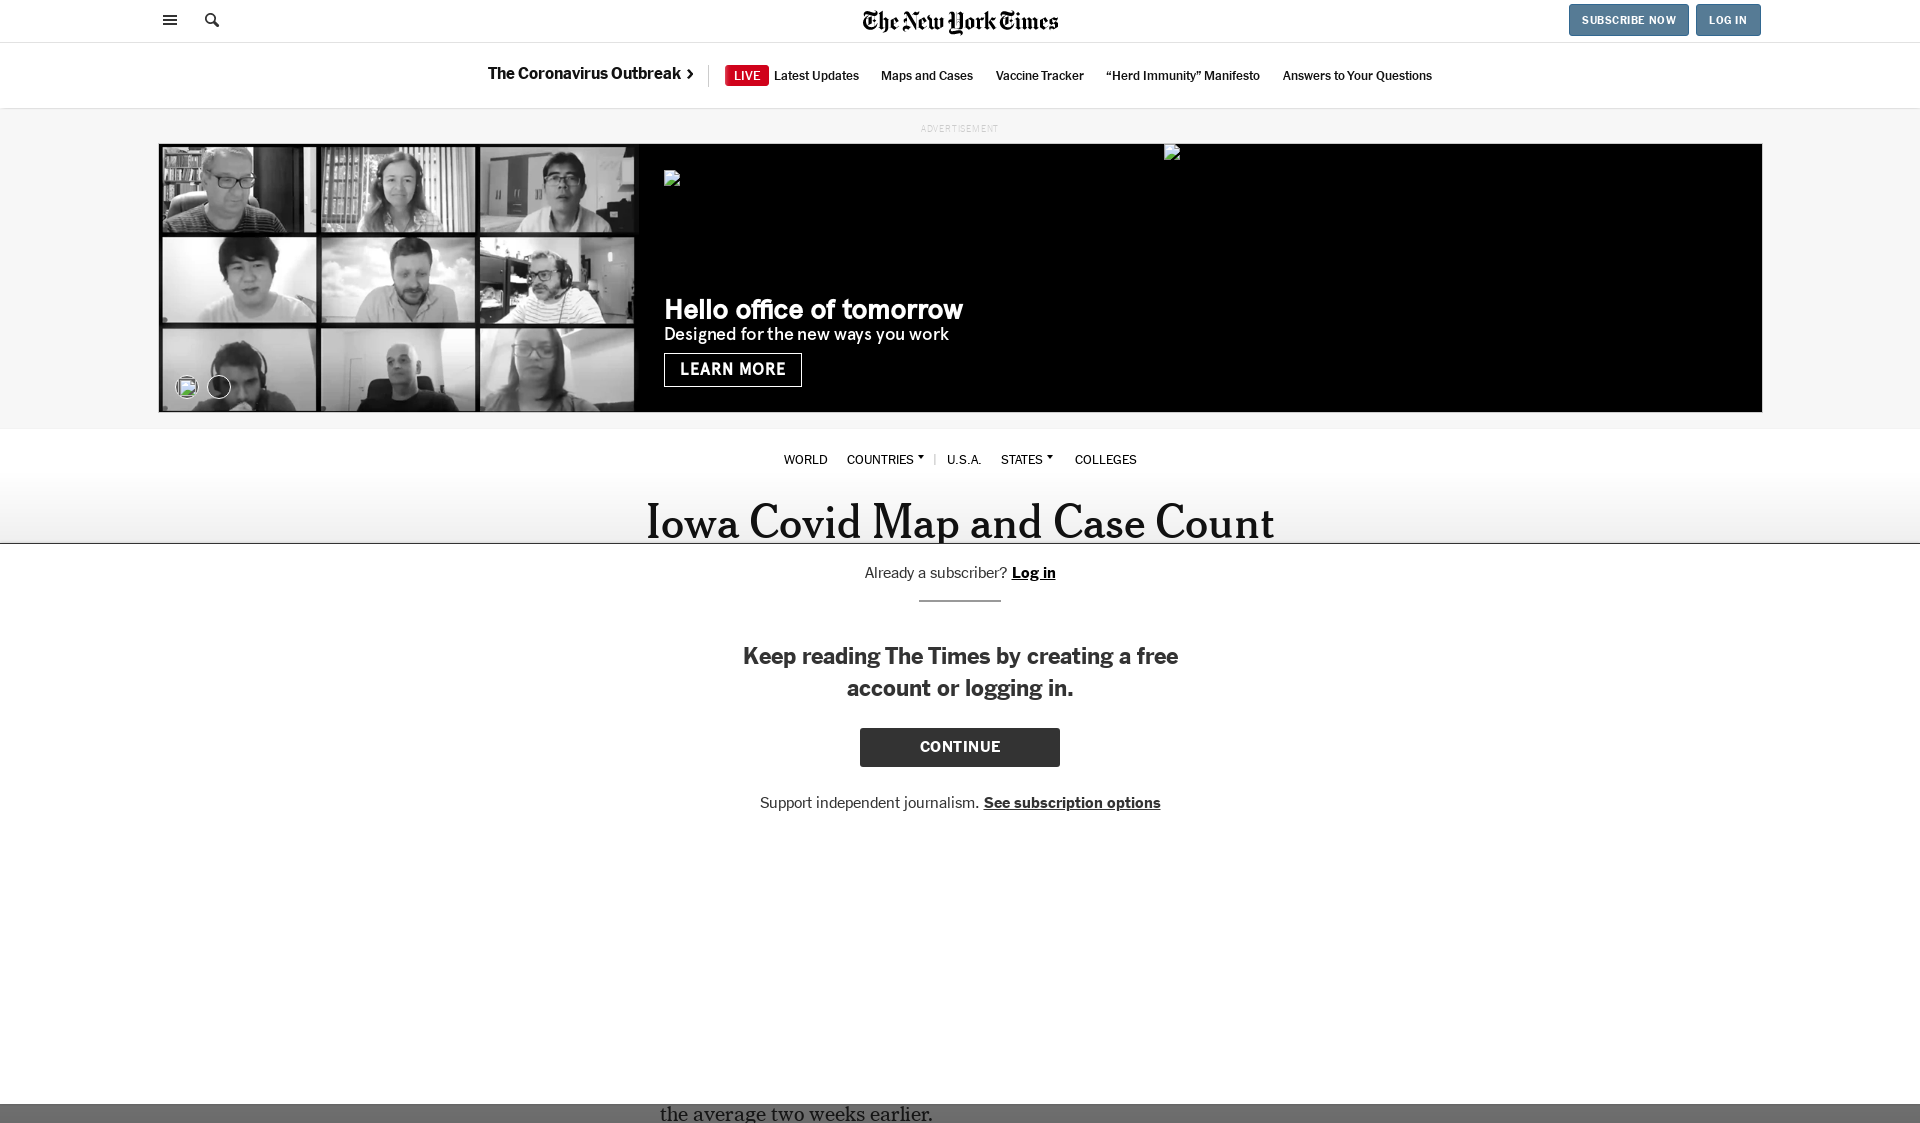 The New York Times
SUBSCRIBE NOW
LOG IN
The Coronavirus Outbreak ›
LIVE Latest Updates
Maps and Cases
Vaccine Tracker
“Herd Immunity” Manifesto
Answers to Your Questions
ADVERTISEMENT
Hello office of tomorrow
Designed for the new ways you work
LEARN MORE
WORLD
COUNTRIES
U.S.A.
STATES
COLLEGES
Iowa Covid Map and Case Count
Already a subscriber? Log in
Keep reading The Times by creating a free
account or logging in.
CONTINUE
Support independent journalism. See subscription options
the average two weeks earlier.